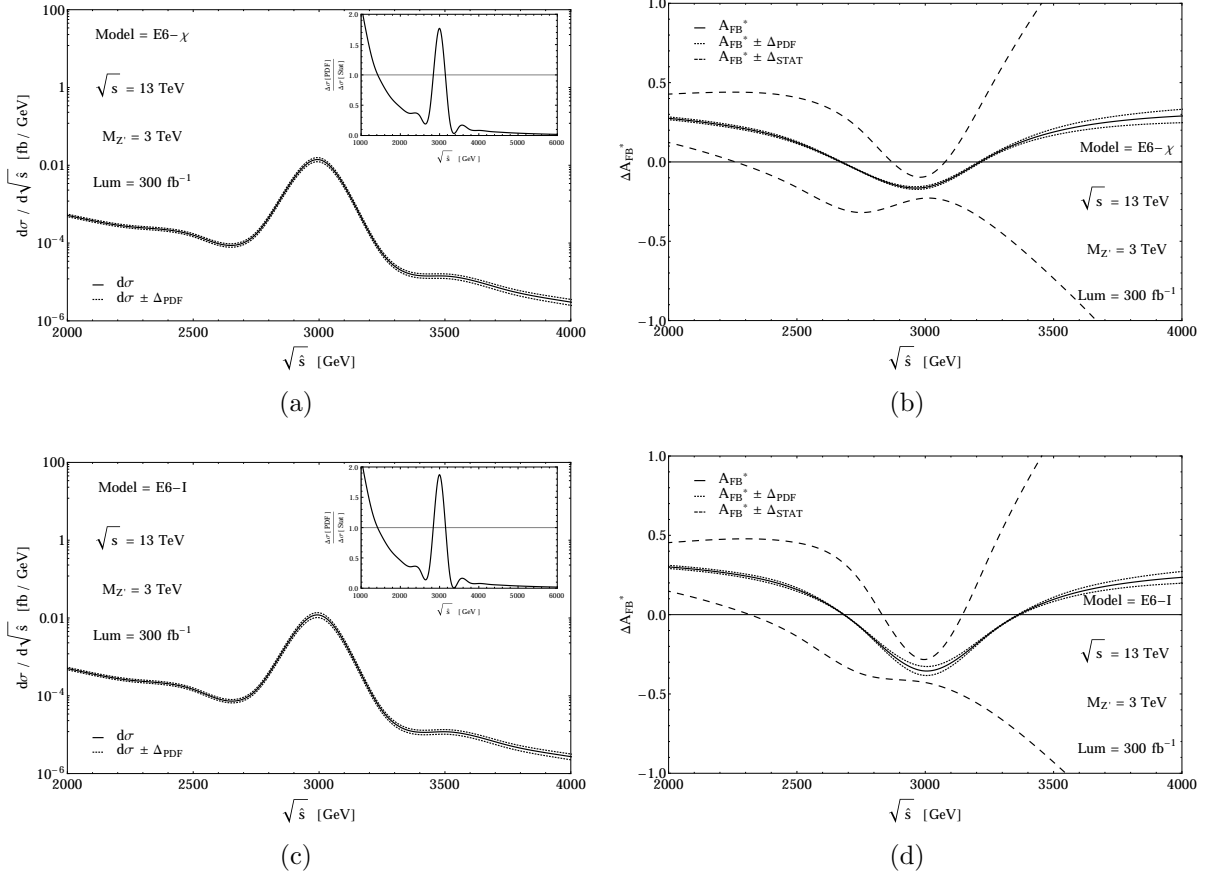 100
1
0.01
10⁻⁴
10⁻⁶
dσ / d√ŝ [fb / GeV]
Model = E6-χ
√s = 13 TeV
M_Z' = 3 TeV
Lum = 300 fb⁻¹
dσ
dσ ± Δ_PDF
2000 2500 3000 3500 4000
√ŝ [GeV]
2.0
1.5
1.0
0.5
0.0
Δσ [PDF]
Δσ [Stat]
1000 2000 3000 4000 5000 6000
√ŝ [GeV]
(a)
1.0
0.5
0.0
-0.5
-1.0
ΔA_FB*
A_FB*
A_FB* ± Δ_PDF
A_FB* ± Δ_STAT
Model = E6-χ
√s = 13 TeV
M_Z' = 3 TeV
Lum = 300 fb⁻¹
2000 2500 3000 3500 4000
√ŝ [GeV]
(b)
100
1
0.01
10⁻⁴
10⁻⁶
dσ / d√ŝ [fb / GeV]
Model = E6-I
√s = 13 TeV
M_Z' = 3 TeV
Lum = 300 fb⁻¹
dσ
dσ ± Δ_PDF
2000 2500 3000 3500 4000
√ŝ [GeV]
2.0
1.5
1.0
0.5
0.0
Δσ [PDF]
Δσ [Stat]
1000 2000 3000 4000 5000 6000
√ŝ [GeV]
(c)
1.0
0.5
0.0
-0.5
-1.0
ΔA_FB*
A_FB*
A_FB* ± Δ_PDF
A_FB* ± Δ_STAT
Model = E6-I
√s = 13 TeV
M_Z' = 3 TeV
Lum = 300 fb⁻¹
2000 2500 3000 3500 4000
√ŝ [GeV]
(d)